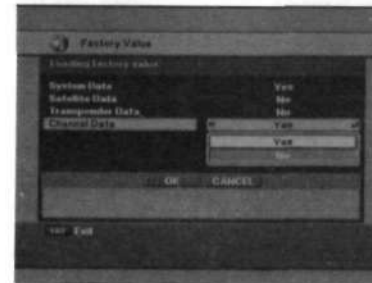 Factory Value
Loading factory value
System Data Yes
Satellite Data No
Transponder Data No
Channel Data Yes
Yes
No
OK CANCEL
Exit